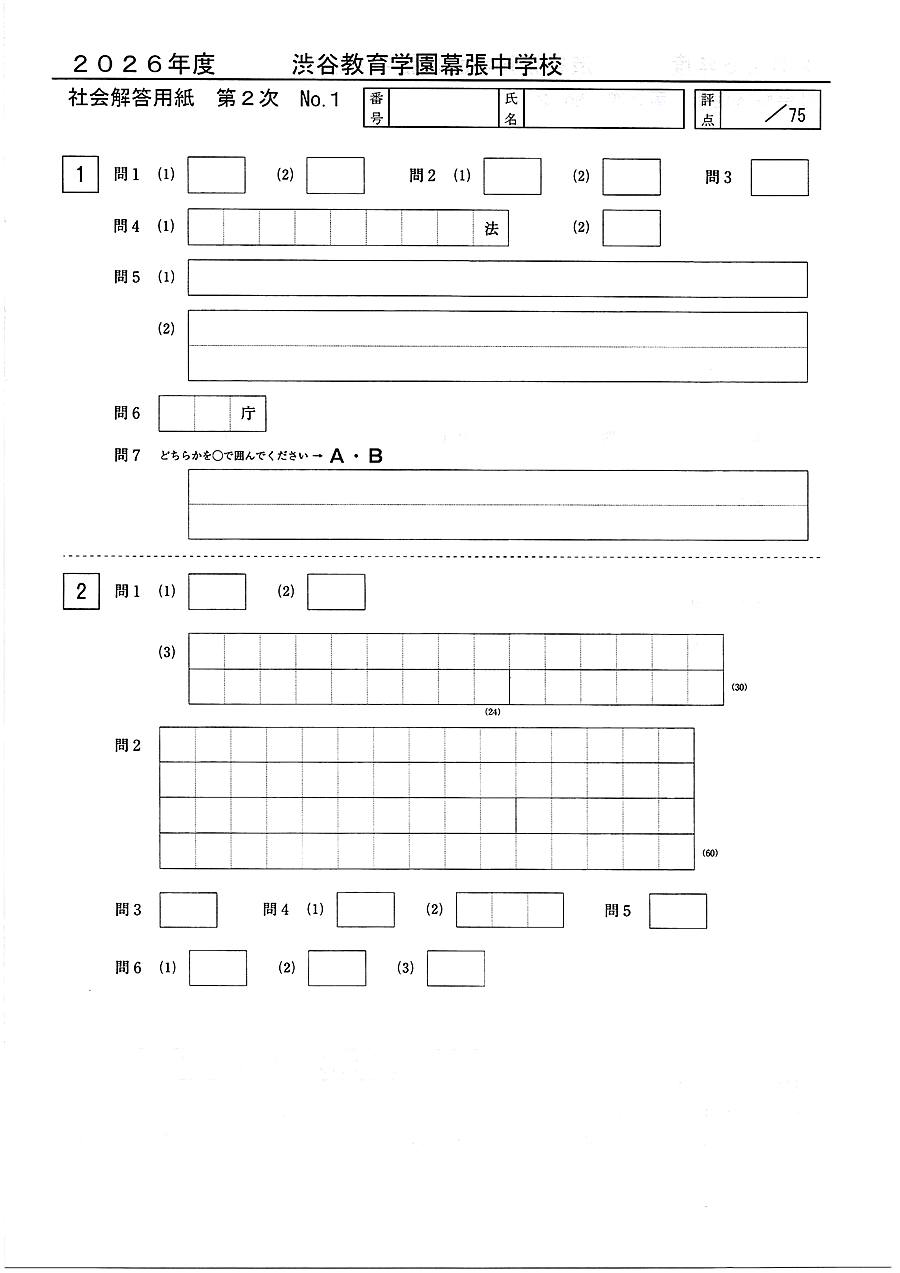 2026年度 渋谷教育学園幕張中学校
社会解答用紙 第2次 No.1 番号 氏名 評点 /75
1 問1 (1) (2) 問2 (1) (2) 問3
問4 (1) 法 (2)
問5 (1)
(2)
問6 庁
問7 どちらかを○で囲んでください→ A・B
2 問1 (1) (2)
(3)
(30)
(24)
問2
(60)
問3 問4 (1) (2) 問5
問6 (1) (2) (3)